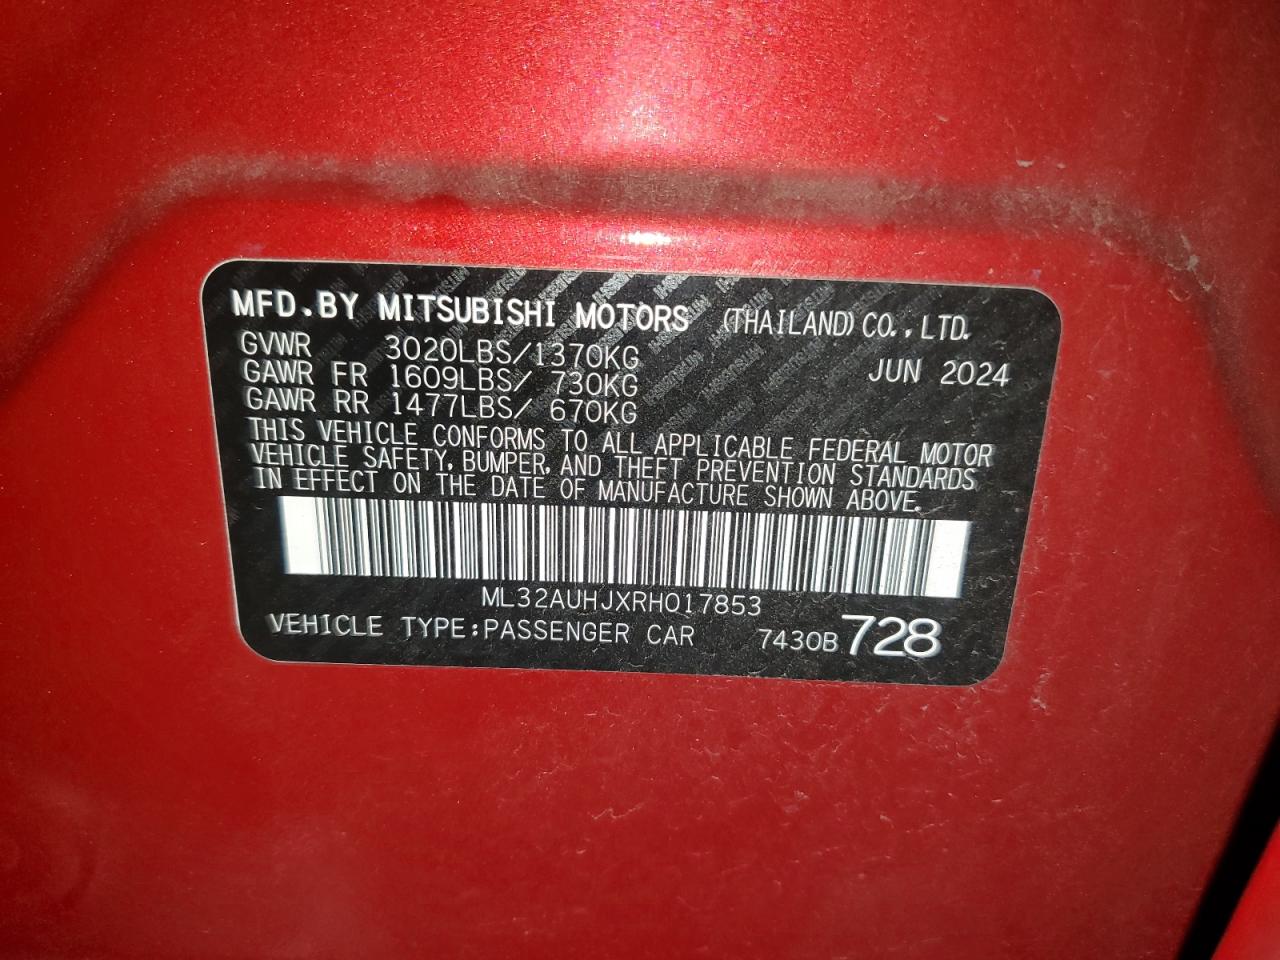 MFD.BY MITSUBISHI MOTORS (THAILAND) CO.,LTD.
GVWR 3020LBS/1370KG JUN 2024
GAWR FR 1609LBS/ 730KG
GAWR RR 1477LBS/ 670KG
THIS VEHICLE CONFORMS TO ALL APPLICABLE FEDERAL MOTOR
VEHICLE SAFETY, BUMPER, AND THEFT PREVENTION STANDARDS
IN EFFECT ON THE DATE OF MANUFACTURE SHOWN ABOVE.
ML32AUHJXRH017853
VEHICLE TYPE:PASSENGER CAR 7430B 728